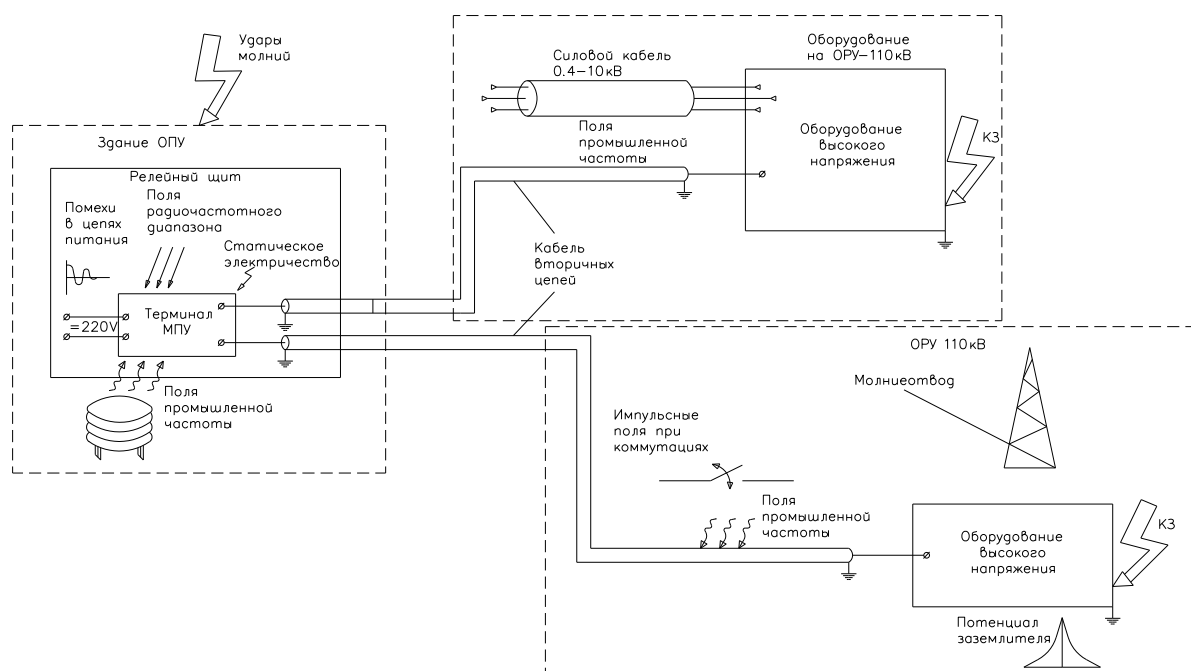 Удары
молний
Здание ОПУ
Релейный щит
Помехи
в цепях
питания
Поля
радиочастотного
диапазона
Статическое
электричество
=220V
Терминал
МПУ
Поля
промышленной
частоты
Силовой кабель
0.4-10кВ
Оборудование
на ОРУ-110кВ
Поля
промышленной
частоты
Оборудование
высокого
напряжения
КЗ
Кабель
вторичных
цепей
ОРУ 110кВ
Молниеотвод
Импульсные
поля при
коммутациях
Поля
промышленной
частоты
Оборудование
высокого
напряжения
КЗ
Потенциал
заземлителя